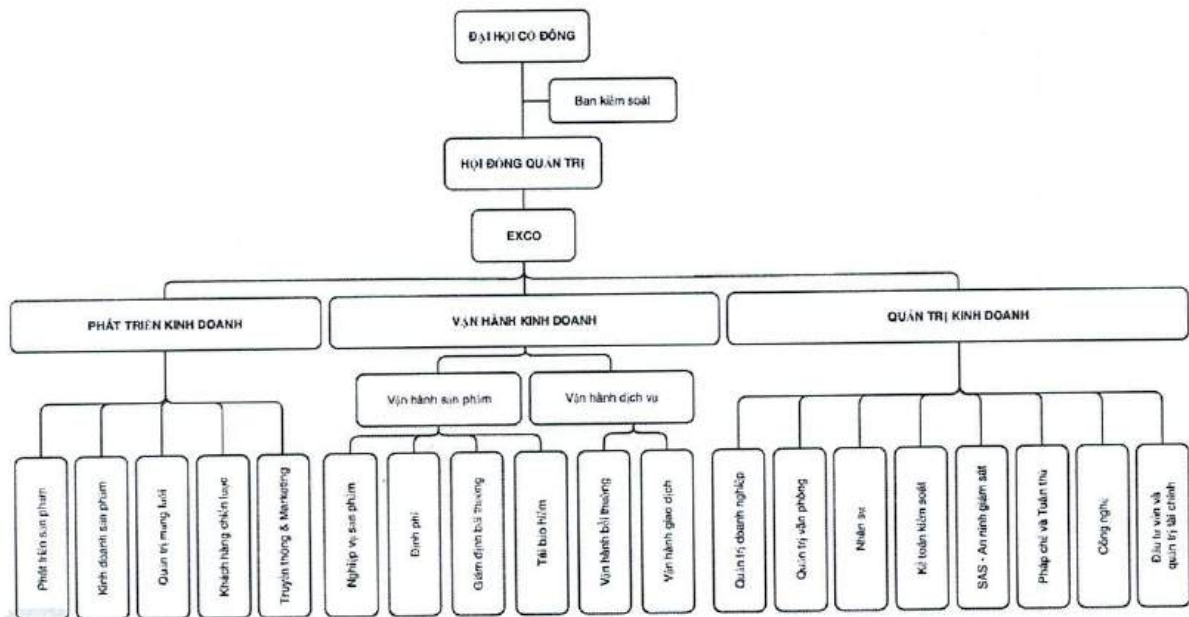 ĐẠI HỘI CỔ ĐÔNG
Ban kiểm soát
HỘI ĐỒNG QUẢN TRỊ
EXCO
PHÁT TRIỂN KINH DOANH
VẬN HÀNH KINH DOANH
QUẢN TRỊ KINH DOANH
Vận hành sản phẩm
Vận hành dịch vụ
Phát triển sản phẩm
Kinh doanh sản phẩm
Quản trị mạng lưới
Khách hàng chiến lược
Truyền thông & Marketing
Nghiệp vụ sản phẩm
Định phí
Giám định bồi thường
Tái bảo hiểm
Vận hành bồi thường
Vận hành giao dịch
Quản trị doanh nghiệp
Quản trị văn phòng
Nhân sự
Kế toán kiểm soát
SAS - An ninh giám sát
Pháp chế và Tuân thủ
Công nghệ
Đầu tư vốn và
quản trị tài chính